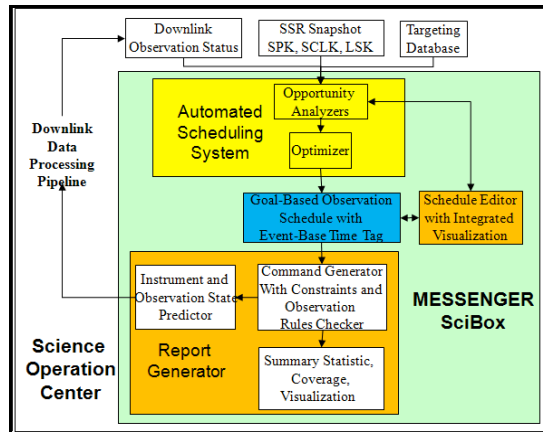 Downlink
Observation Status
SSR Snapshot
SPK, SCLK, LSK
Targeting
Database
Automated
Scheduling
System
Opportunity
Analyzers
Optimizer
Downlink
Data
Processing
Pipeline
Goal-Based Observation
Schedule with
Event-Base Time Tag
Schedule Editor
with Integrated
Visualization
Instrument and
Observation State
Predictor
Command Generator
With Constraints and
Observation
Rules Checker
MESSENGER
SciBox
Science
Operation
Center
Report
Generator
Summary Statistic,
Coverage,
Visualization